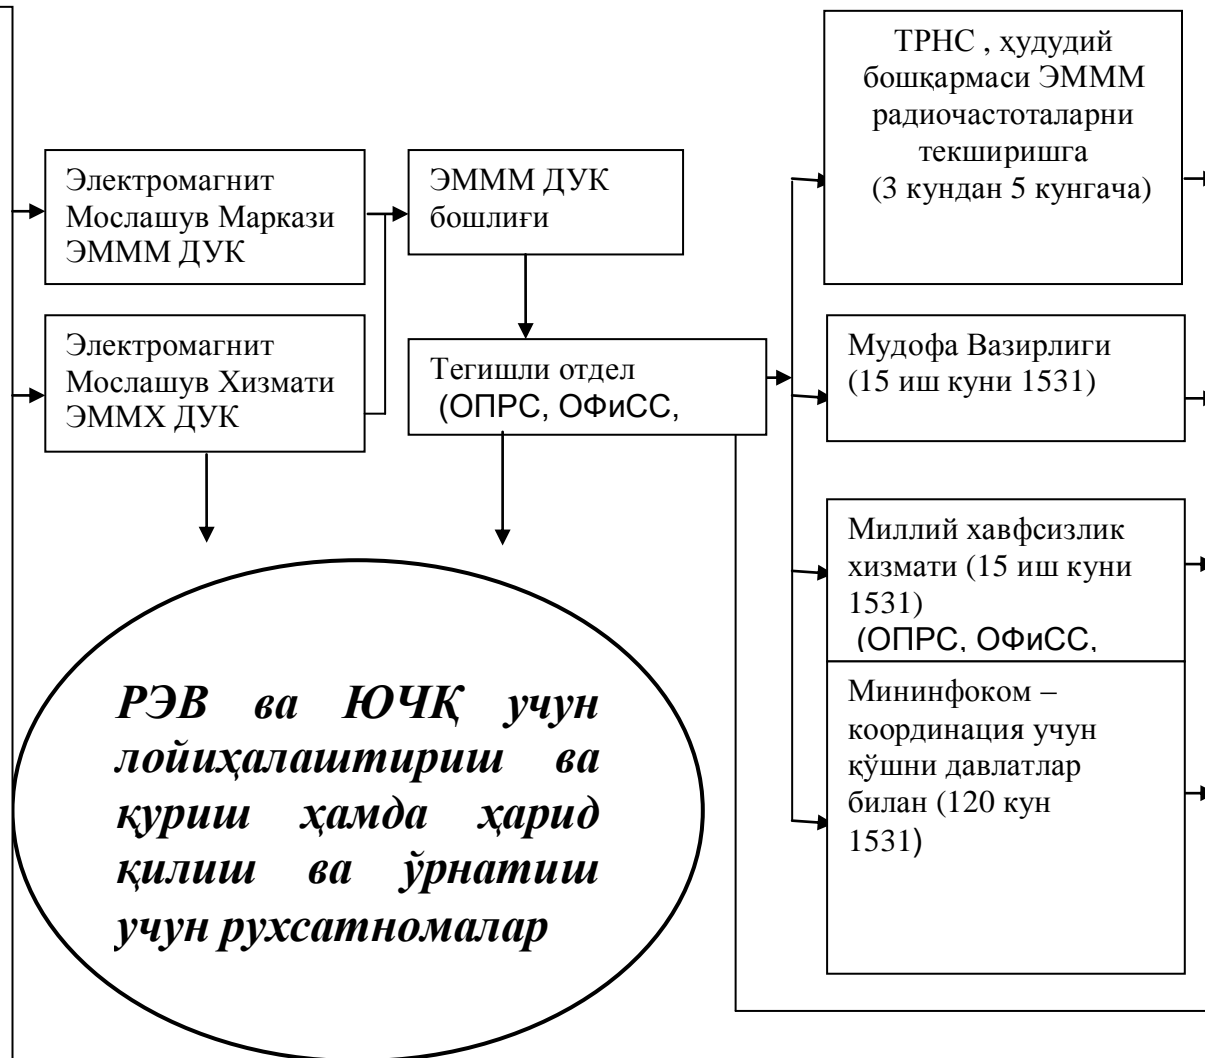 Электромагнит
Мослашув Маркази
ЭМММ ДУК
Электромагнит
Мослашув Хизмати
ЭММХ ДУК
ЭМММ ДУК
бошлиғи
Тегишли отдел
(ОПРС, ОФиСС,
ТРНС , ҳудудий
бошқармаси ЭМММ
радиочастоталарни
текширишга
(3 кундан 5 кунгача)
Мудофа Вазирлиги
(15 иш куни 1531)
Миллий хавфсизлик
хизмати (15 иш куни
1531)
(ОПРС, ОФиСС,
Мининфоком –
координация учун
қўшни давлатлар
билан (120 кун
1531)
РЭВ ва ЮЧҚ учун
лойиҳалаштириш ва
қуриш ҳамда ҳарид
қилиш ва ўрнатиш
учун рухсатномалар